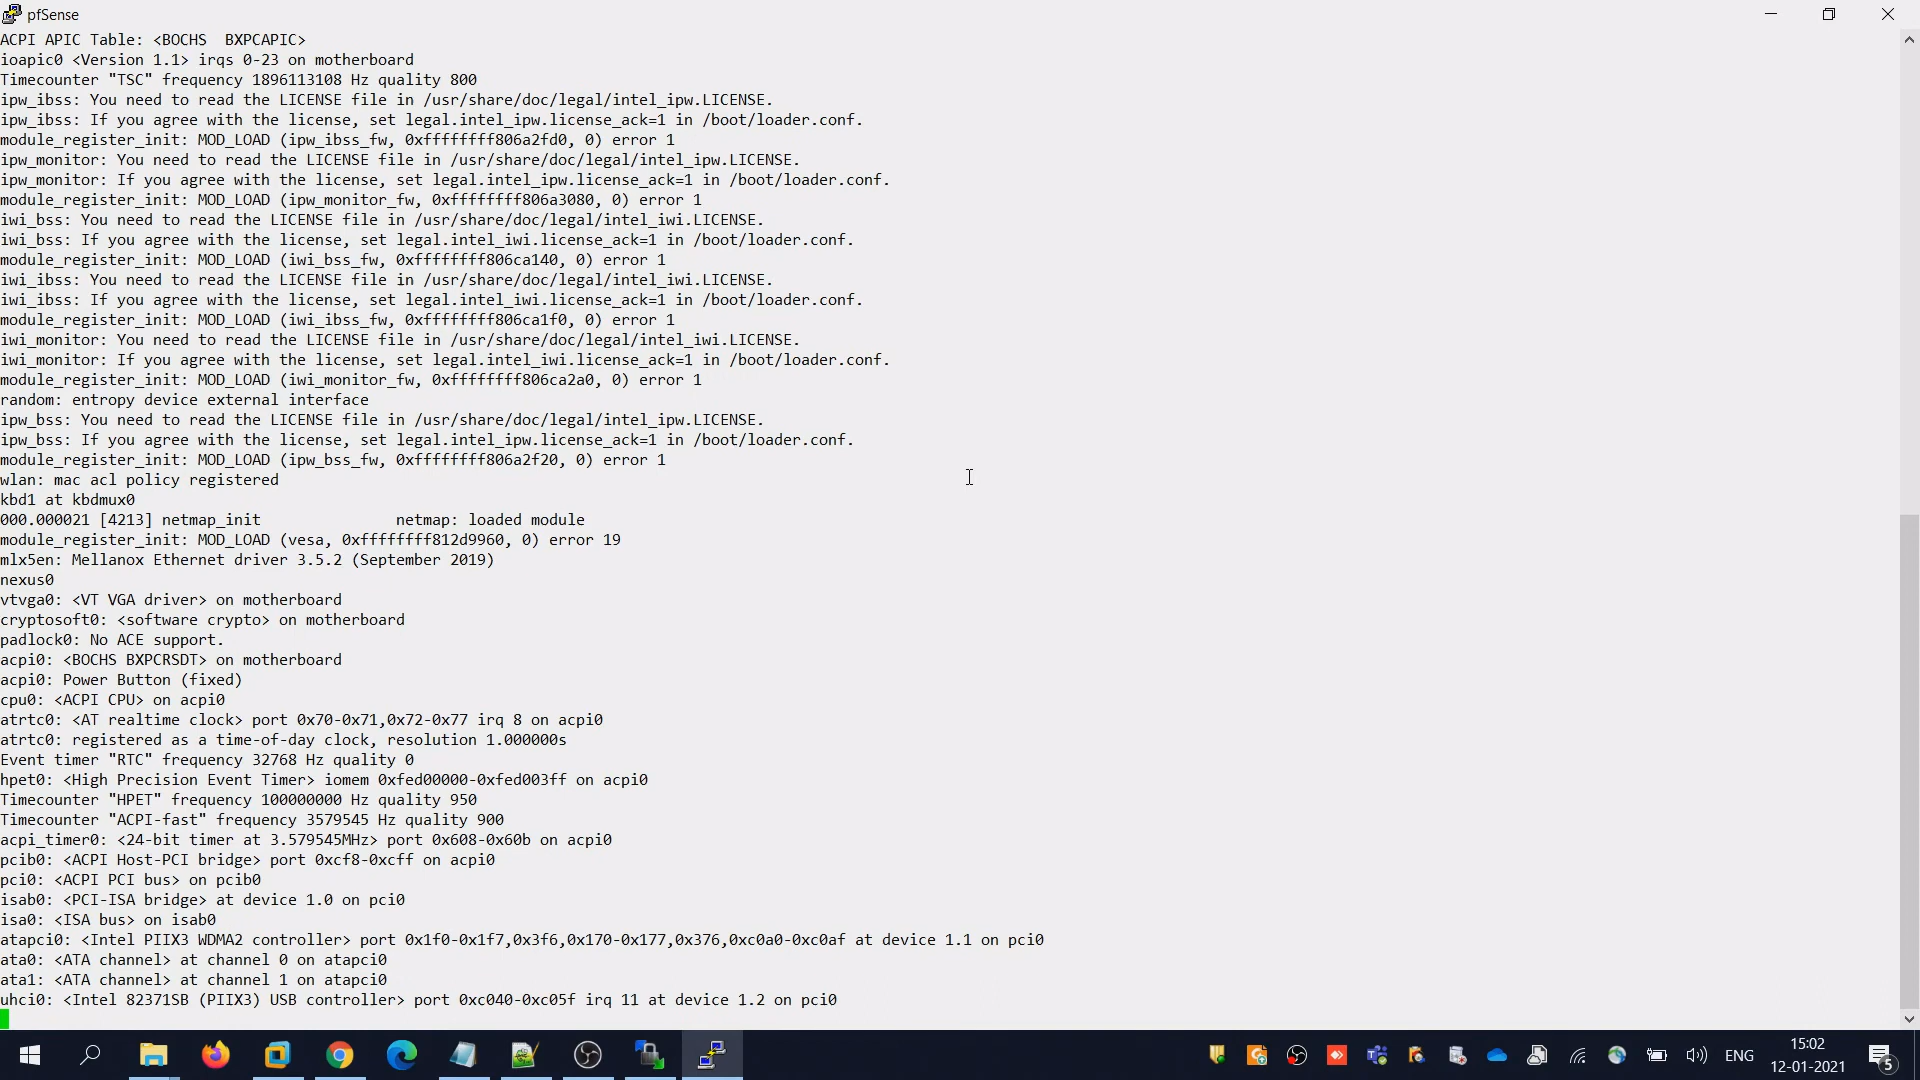 pfSense
ACPI APIC Table: <BOCHS  BXPCAPIC>
ioapic0 <Version 1.1> irqs 0-23 on motherboard
Timecounter "TSC" frequency 1896113108 Hz quality 800
ipw_ibss: You need to read the LICENSE file in /usr/share/doc/legal/intel_ipw.LICENSE.
ipw_ibss: If you agree with the license, set legal.intel_ipw.license_ack=1 in /boot/loader.conf.
module_register_init: MOD_LOAD (ipw_ibss_fw, 0xffffffff806a2fd0, 0) error 1
ipw_monitor: You need to read the LICENSE file in /usr/share/doc/legal/intel_ipw.LICENSE.
ipw_monitor: If you agree with the license, set legal.intel_ipw.license_ack=1 in /boot/loader.conf.
module_register_init: MOD_LOAD (ipw_monitor_fw, 0xffffffff806a3080, 0) error 1
iwi_bss: You need to read the LICENSE file in /usr/share/doc/legal/intel_iwi.LICENSE.
iwi_bss: If you agree with the license, set legal.intel_iwi.license_ack=1 in /boot/loader.conf.
module_register_init: MOD_LOAD (iwi_bss_fw, 0xffffffff806ca140, 0) error 1
iwi_ibss: You need to read the LICENSE file in /usr/share/doc/legal/intel_iwi.LICENSE.
iwi_ibss: If you agree with the license, set legal.intel_iwi.license_ack=1 in /boot/loader.conf.
module_register_init: MOD_LOAD (iwi_ibss_fw, 0xffffffff806ca1f0, 0) error 1
iwi_monitor: You need to read the LICENSE file in /usr/share/doc/legal/intel_iwi.LICENSE.
iwi_monitor: If you agree with the license, set legal.intel_iwi.license_ack=1 in /boot/loader.conf.
module_register_init: MOD_LOAD (iwi_monitor_fw, 0xffffffff806ca2a0, 0) error 1
random: entropy device external interface
ipw_bss: You need to read the LICENSE file in /usr/share/doc/legal/intel_ipw.LICENSE.
ipw_bss: If you agree with the license, set legal.intel_ipw.license_ack=1 in /boot/loader.conf.
module_register_init: MOD_LOAD (ipw_bss_fw, 0xffffffff806a2f20, 0) error 1
wlan: mac acl policy registered
kbd1 at kbdmux0
000.000021 [4213] netmap_init               netmap: loaded module
module_register_init: MOD_LOAD (vesa, 0xffffffff812d9960, 0) error 19
mlx5en: Mellanox Ethernet driver 3.5.2 (September 2019)
nexus0
vtvga0: <VT VGA driver> on motherboard
cryptosoft0: <software crypto> on motherboard
padlock0: No ACE support.
acpi0: <BOCHS BXPCRSDT> on motherboard
acpi0: Power Button (fixed)
cpu0: <ACPI CPU> on acpi0
atrtc0: <AT realtime clock> port 0x70-0x71,0x72-0x77 irq 8 on acpi0
atrtc0: registered as a time-of-day clock, resolution 1.000000s
Event timer "RTC" frequency 32768 Hz quality 0
hpet0: <High Precision Event Timer> iomem 0xfed00000-0xfed003ff on acpi0
Timecounter "HPET" frequency 100000000 Hz quality 950
Timecounter "ACPI-fast" frequency 3579545 Hz quality 900
acpi_timer0: <24-bit timer at 3.579545MHz> port 0x608-0x60b on acpi0
pcib0: <ACPI Host-PCI bridge> port 0xcf8-0xcff on acpi0
pci0: <ACPI PCI bus> on pcib0
isab0: <PCI-ISA bridge> at device 1.0 on pci0
isa0: <ISA bus> on isab0
atapci0: <Intel PIIX3 WDMA2 controller> port 0x1f0-0x1f7,0x3f6,0x170-0x177,0x376,0xc0a0-0xc0af at device 1.1 on pci0
ata0: <ATA channel> at channel 0 on atapci0
ata1: <ATA channel> at channel 1 on atapci0
uhci0: <Intel 82371SB (PIIX3) USB controller> port 0xc040-0xc05f irq 11 at device 1.2 on pci0
ENG
15:02
12-01-2021
5